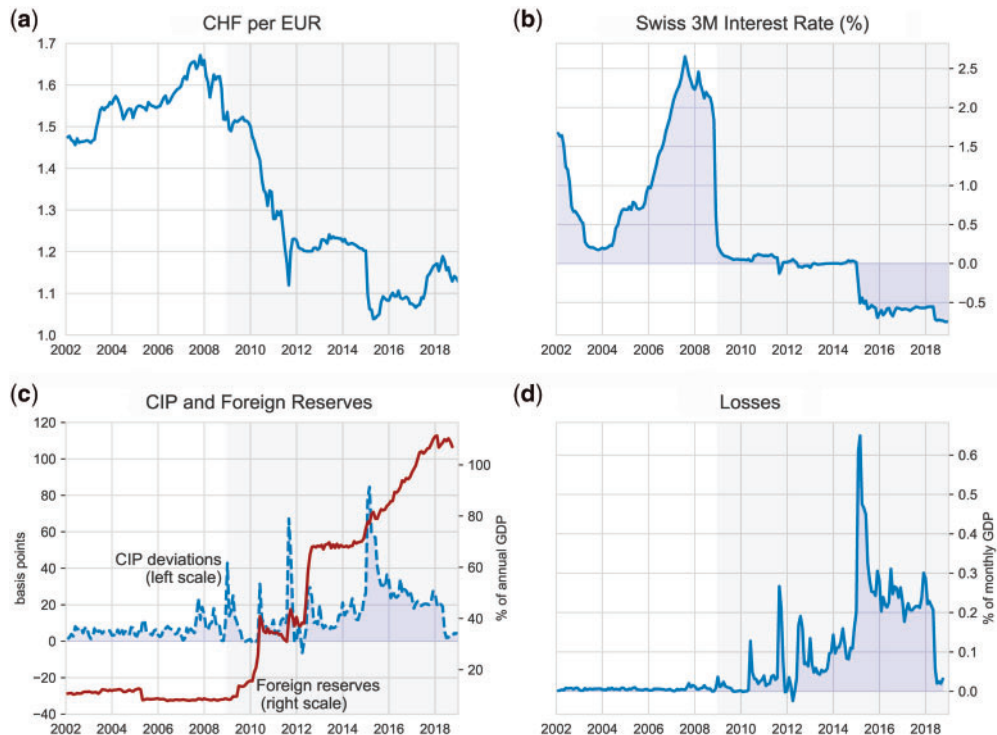 (a) CHF per EUR
1.7
1.6
1.5
1.4
1.3
1.2
1.1
1.0
2002 2004 2006 2008 2010 2012 2014 2016 2018
(b) Swiss 3M Interest Rate (%)
2.5
2.0
1.5
1.0
0.5
0.0
−0.5
2002 2004 2006 2008 2010 2012 2014 2016 2018
(c) CIP and Foreign Reserves
120
100
80
60
40
20
0
−20
−40
basis points
CIP deviations
(left scale)
Foreign reserves
(right scale)
100
80
60
40
20
% of annual GDP
2002 2004 2006 2008 2010 2012 2014 2016 2018
(d) Losses
0.6
0.5
0.4
0.3
0.2
0.1
0.0
% of monthly GDP
2002 2004 2006 2008 2010 2012 2014 2016 2018